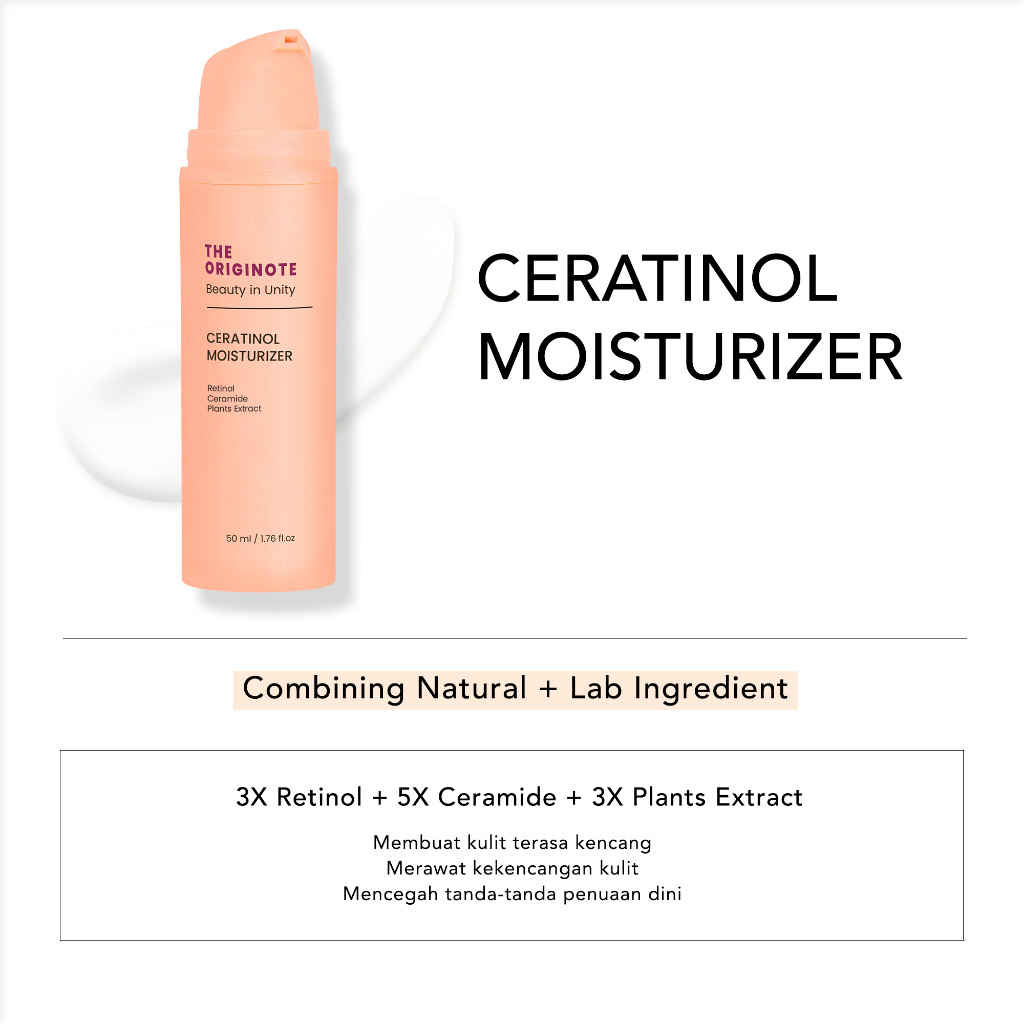 THE
ORIGINOTE
Beauty in Unity
CERATINOL
MOISTURIZER
Retinol
Ceramide
Plants Extract
50 ml / 1.76 fl.oz
CERATINOL
MOISTURIZER
Combining Natural + Lab Ingredient
3X Retinol + 5X Ceramide + 3X Plants Extract
Membuat kulit terasa kencang
Merawat kekencangan kulit
Mencegah tanda-tanda penuaan dini